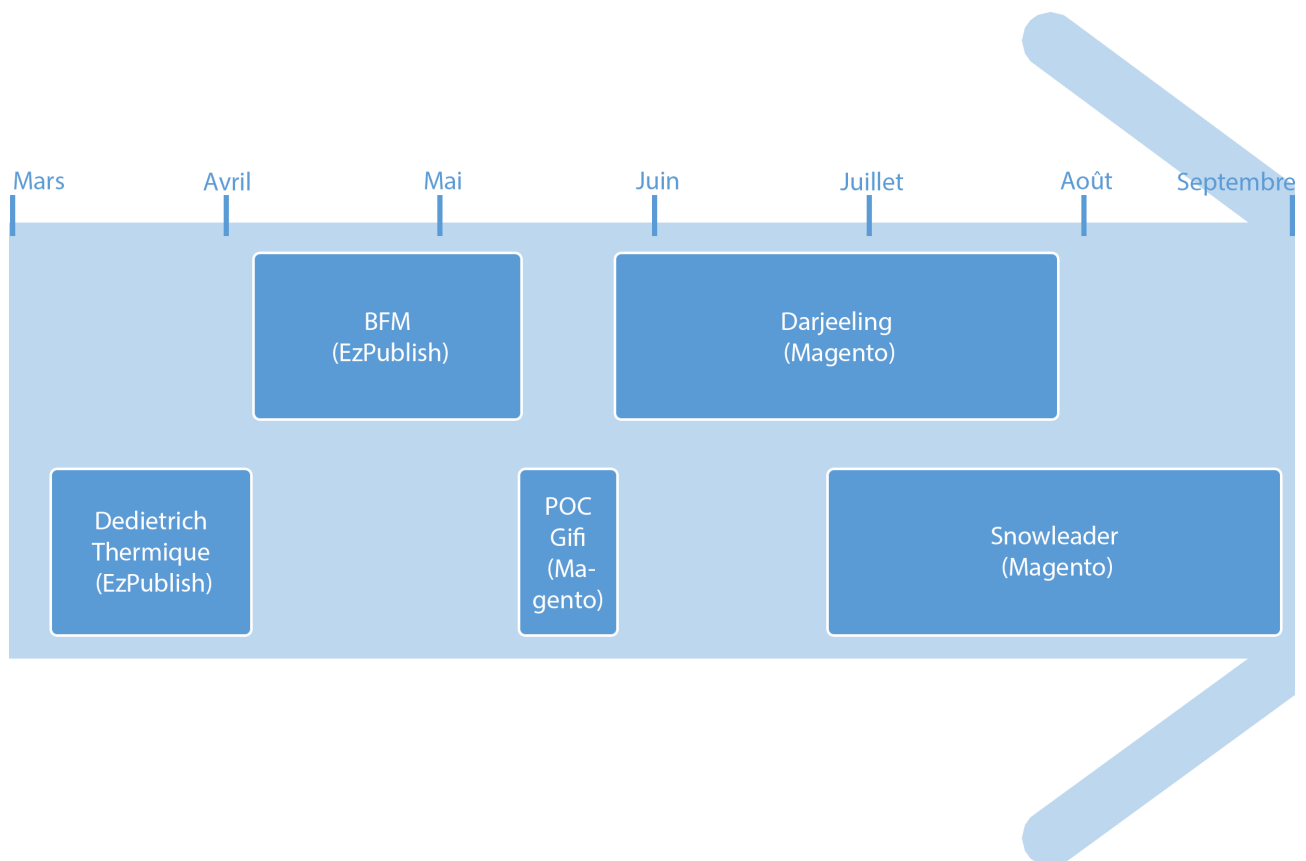 Mars
Avril
Mai
Juin
Juillet
Août
Septembre
BFM
(EzPublish)
Darjeeling
(Magento)
Dedietrich
Thermique
(EzPublish)
POC
Gifi
(Ma-
gento)
Snowleader
(Magento)